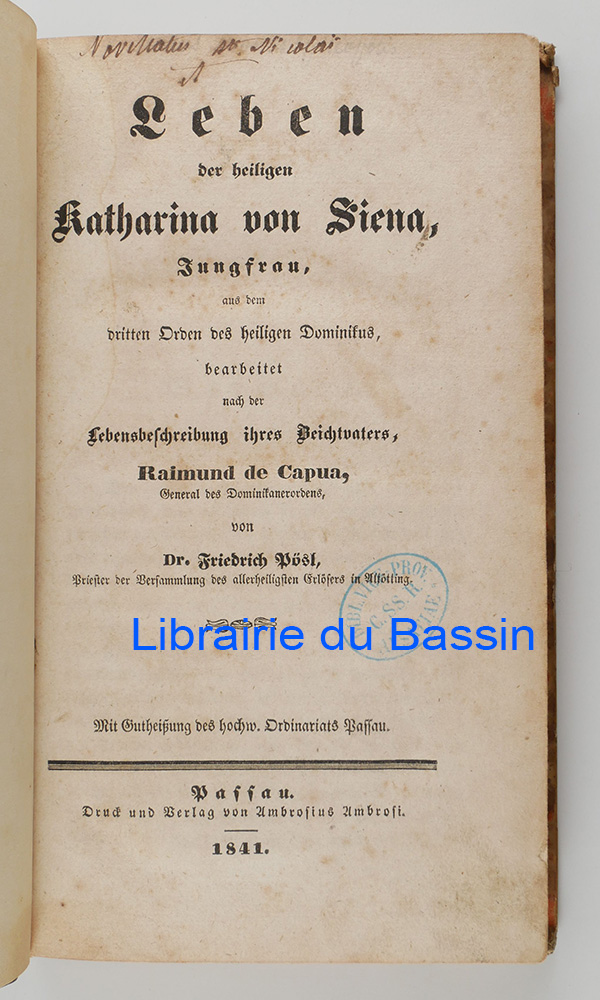 Novitiatus St. Nicolai
Leben
der heiligen
Katharina von Siena,
Jungfrau,
aus dem
dritten Orden des heiligen Dominikus,
bearbeitet
nach der
Lebensbeschreibung ihres Beichtvaters,
Raimund de Capua,
General des Dominikanerordens,
von
Dr. Friedrich Pösl,
Priester der Versammlung des allerheiligsten Erlösers in Altötting.
PROV.
C. SS. R.
Librairie du Bassin
Mit Gutheißung des hochw. Ordinariats Passau.
Passau.
Druck und Verlag von Ambrosius Ambrosi.
1841.